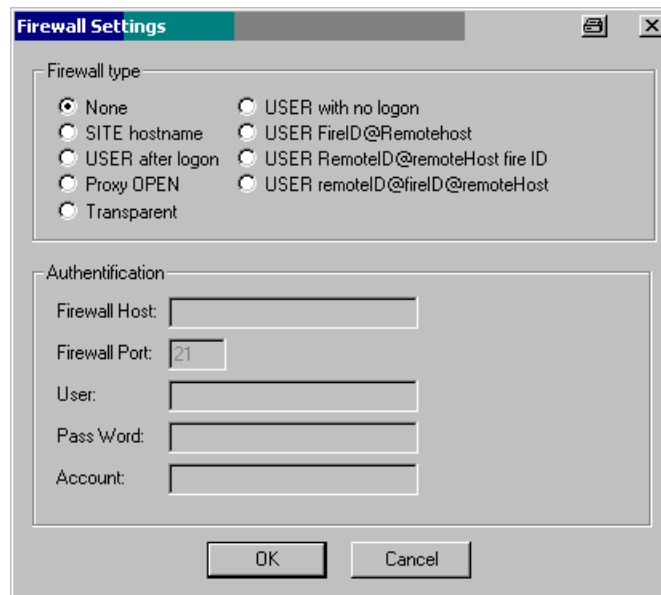 Firewall Settings
Firewall type
None
USER with no logon
SITE hostname
USER FireID@Remotehost
USER after logon
USER RemoteID@remoteHost fire ID
Proxy OPEN
USER remoteID@fireID@remoteHost
Transparent
Authentification
Firewall Host:
Firewall Port: 21
User:
Pass Word:
Account:
OK
Cancel